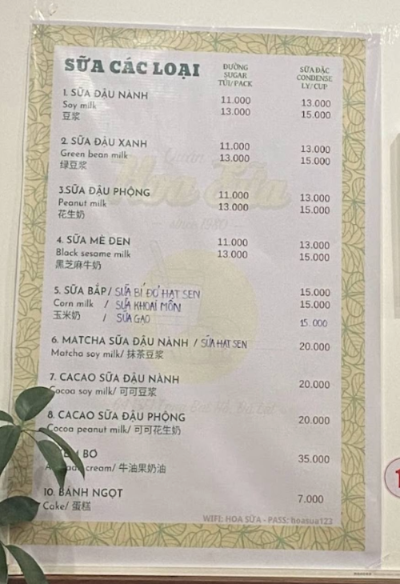 SỮA CÁC LOẠI
ĐƯỜNG SỮA ĐẶC
SUGAR CONDENSE
TÚI/PACK LY/CUP
1. SỮA ĐẬU NÀNH 11.000 13.000
Soy milk 13.000 15.000
豆浆
2. SỮA ĐẬU XANH 11.000 13.000
Green bean milk 13.000 15.000
绿豆浆
3.SỮA ĐẬU PHỘNG 11.000 13.000
Peanut milk 13.000 15.000
花生奶
4. SỮA MÈ ĐEN 11.000 13.000
Black sesame milk 13.000 15.000
黑芝麻牛奶
5. SỮA BẮP / SỮA BÍ ĐỎ HẠT SEN 15.000
Corn milk / SỮA KHOAI MÔN 15.000
玉米奶 / SỮA GẠO 15.000
6. MATCHA SỮA ĐẬU NÀNH / SỮA HẠT SEN 20.000
Matcha soy milk/ 抹茶豆浆
7. CACAO SỮA ĐẬU NÀNH 20.000
Cocoa soy milk/ 可可豆浆
8. CACAO SỮA ĐẬU PHỘNG 20.000
Cocoa peanut milk/ 可可花生奶
BƠ 35.000
cream/ 牛油果奶油
10. BÁNH NGỌT 7.000
Cake/ 蛋糕
WIFI: HOA SỮA - PASS: hoasua123